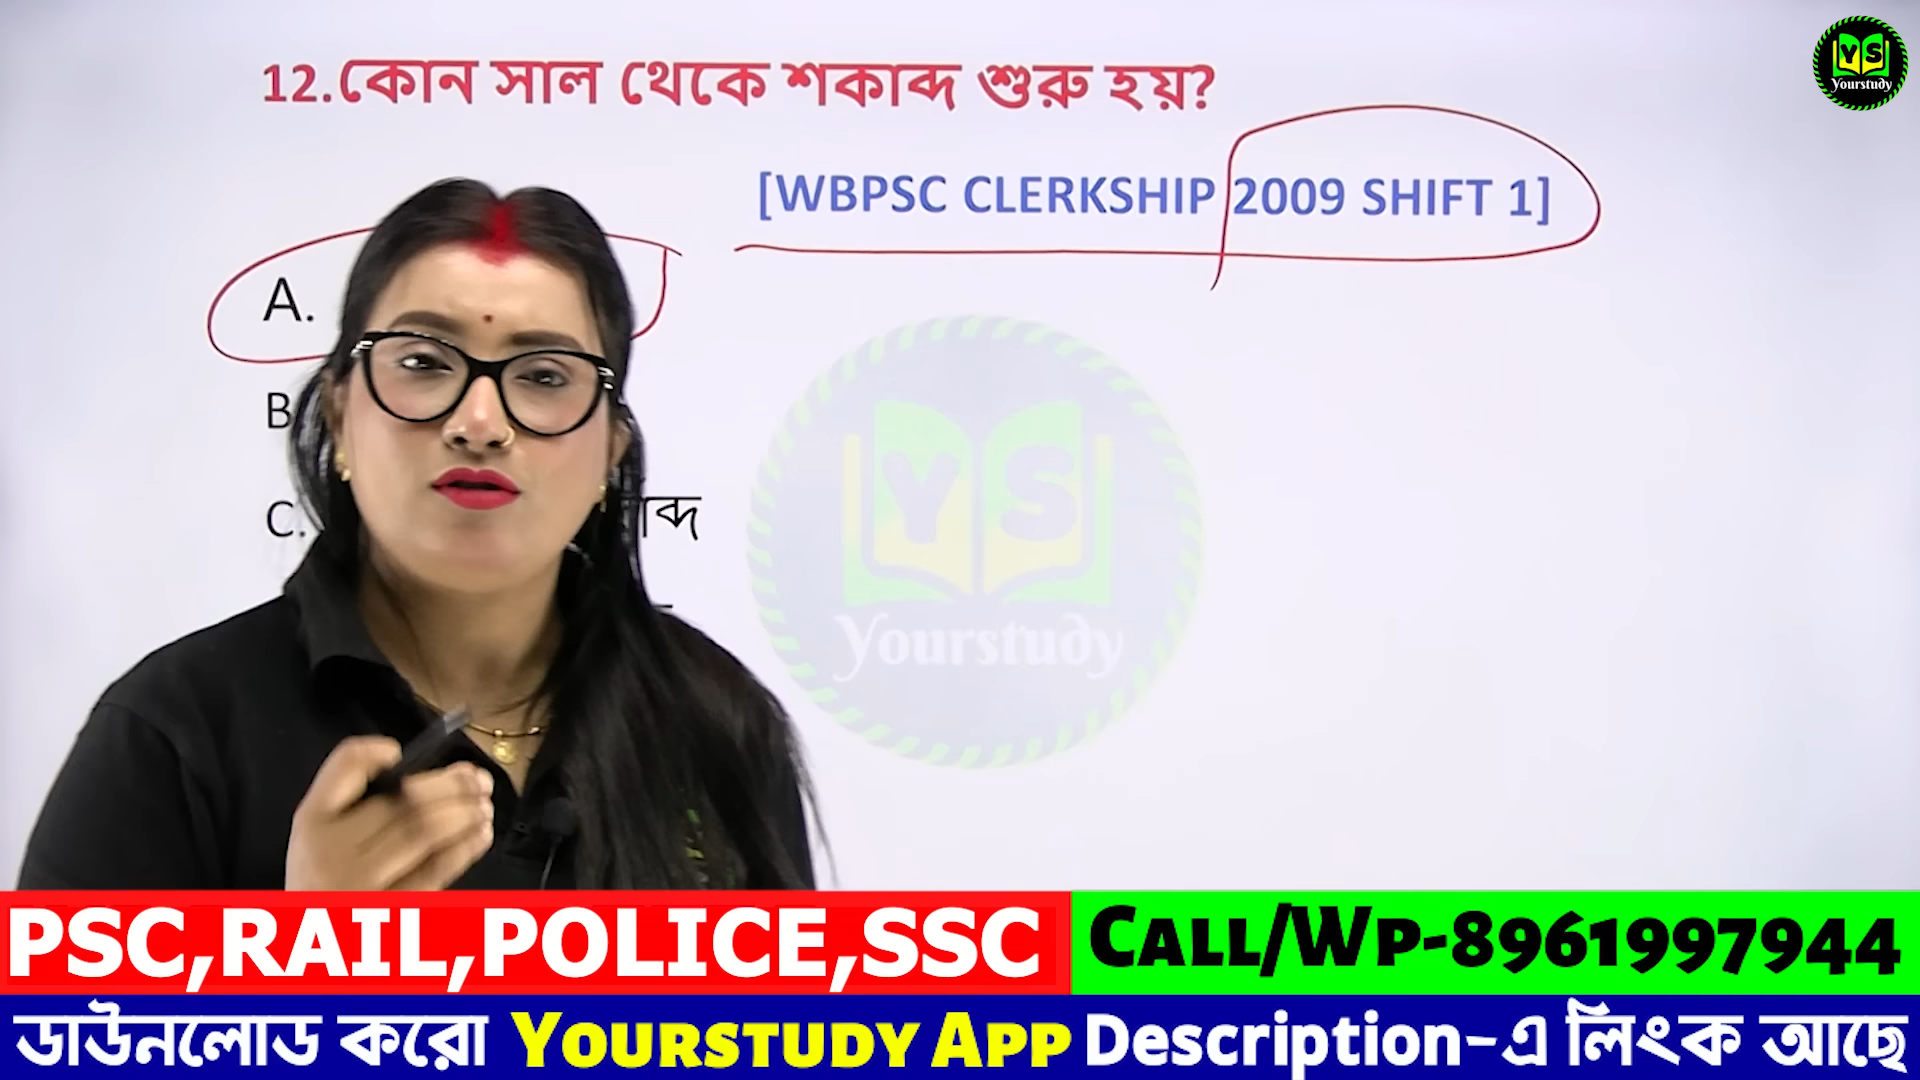 YS
Yourstudy
12.কোন সাল থেকে শকাব্দ শুরু হয়?
[WBPSC CLERKSHIP 2009 SHIFT 1]
A.
B
C.
ব্দ
YS
Yourstudy
PSC,RAIL,POLICE,SSC
CALL/WP-8961997944
ডাউনলোড করো YOURSTUDY APP Description-এ লিংক আছে